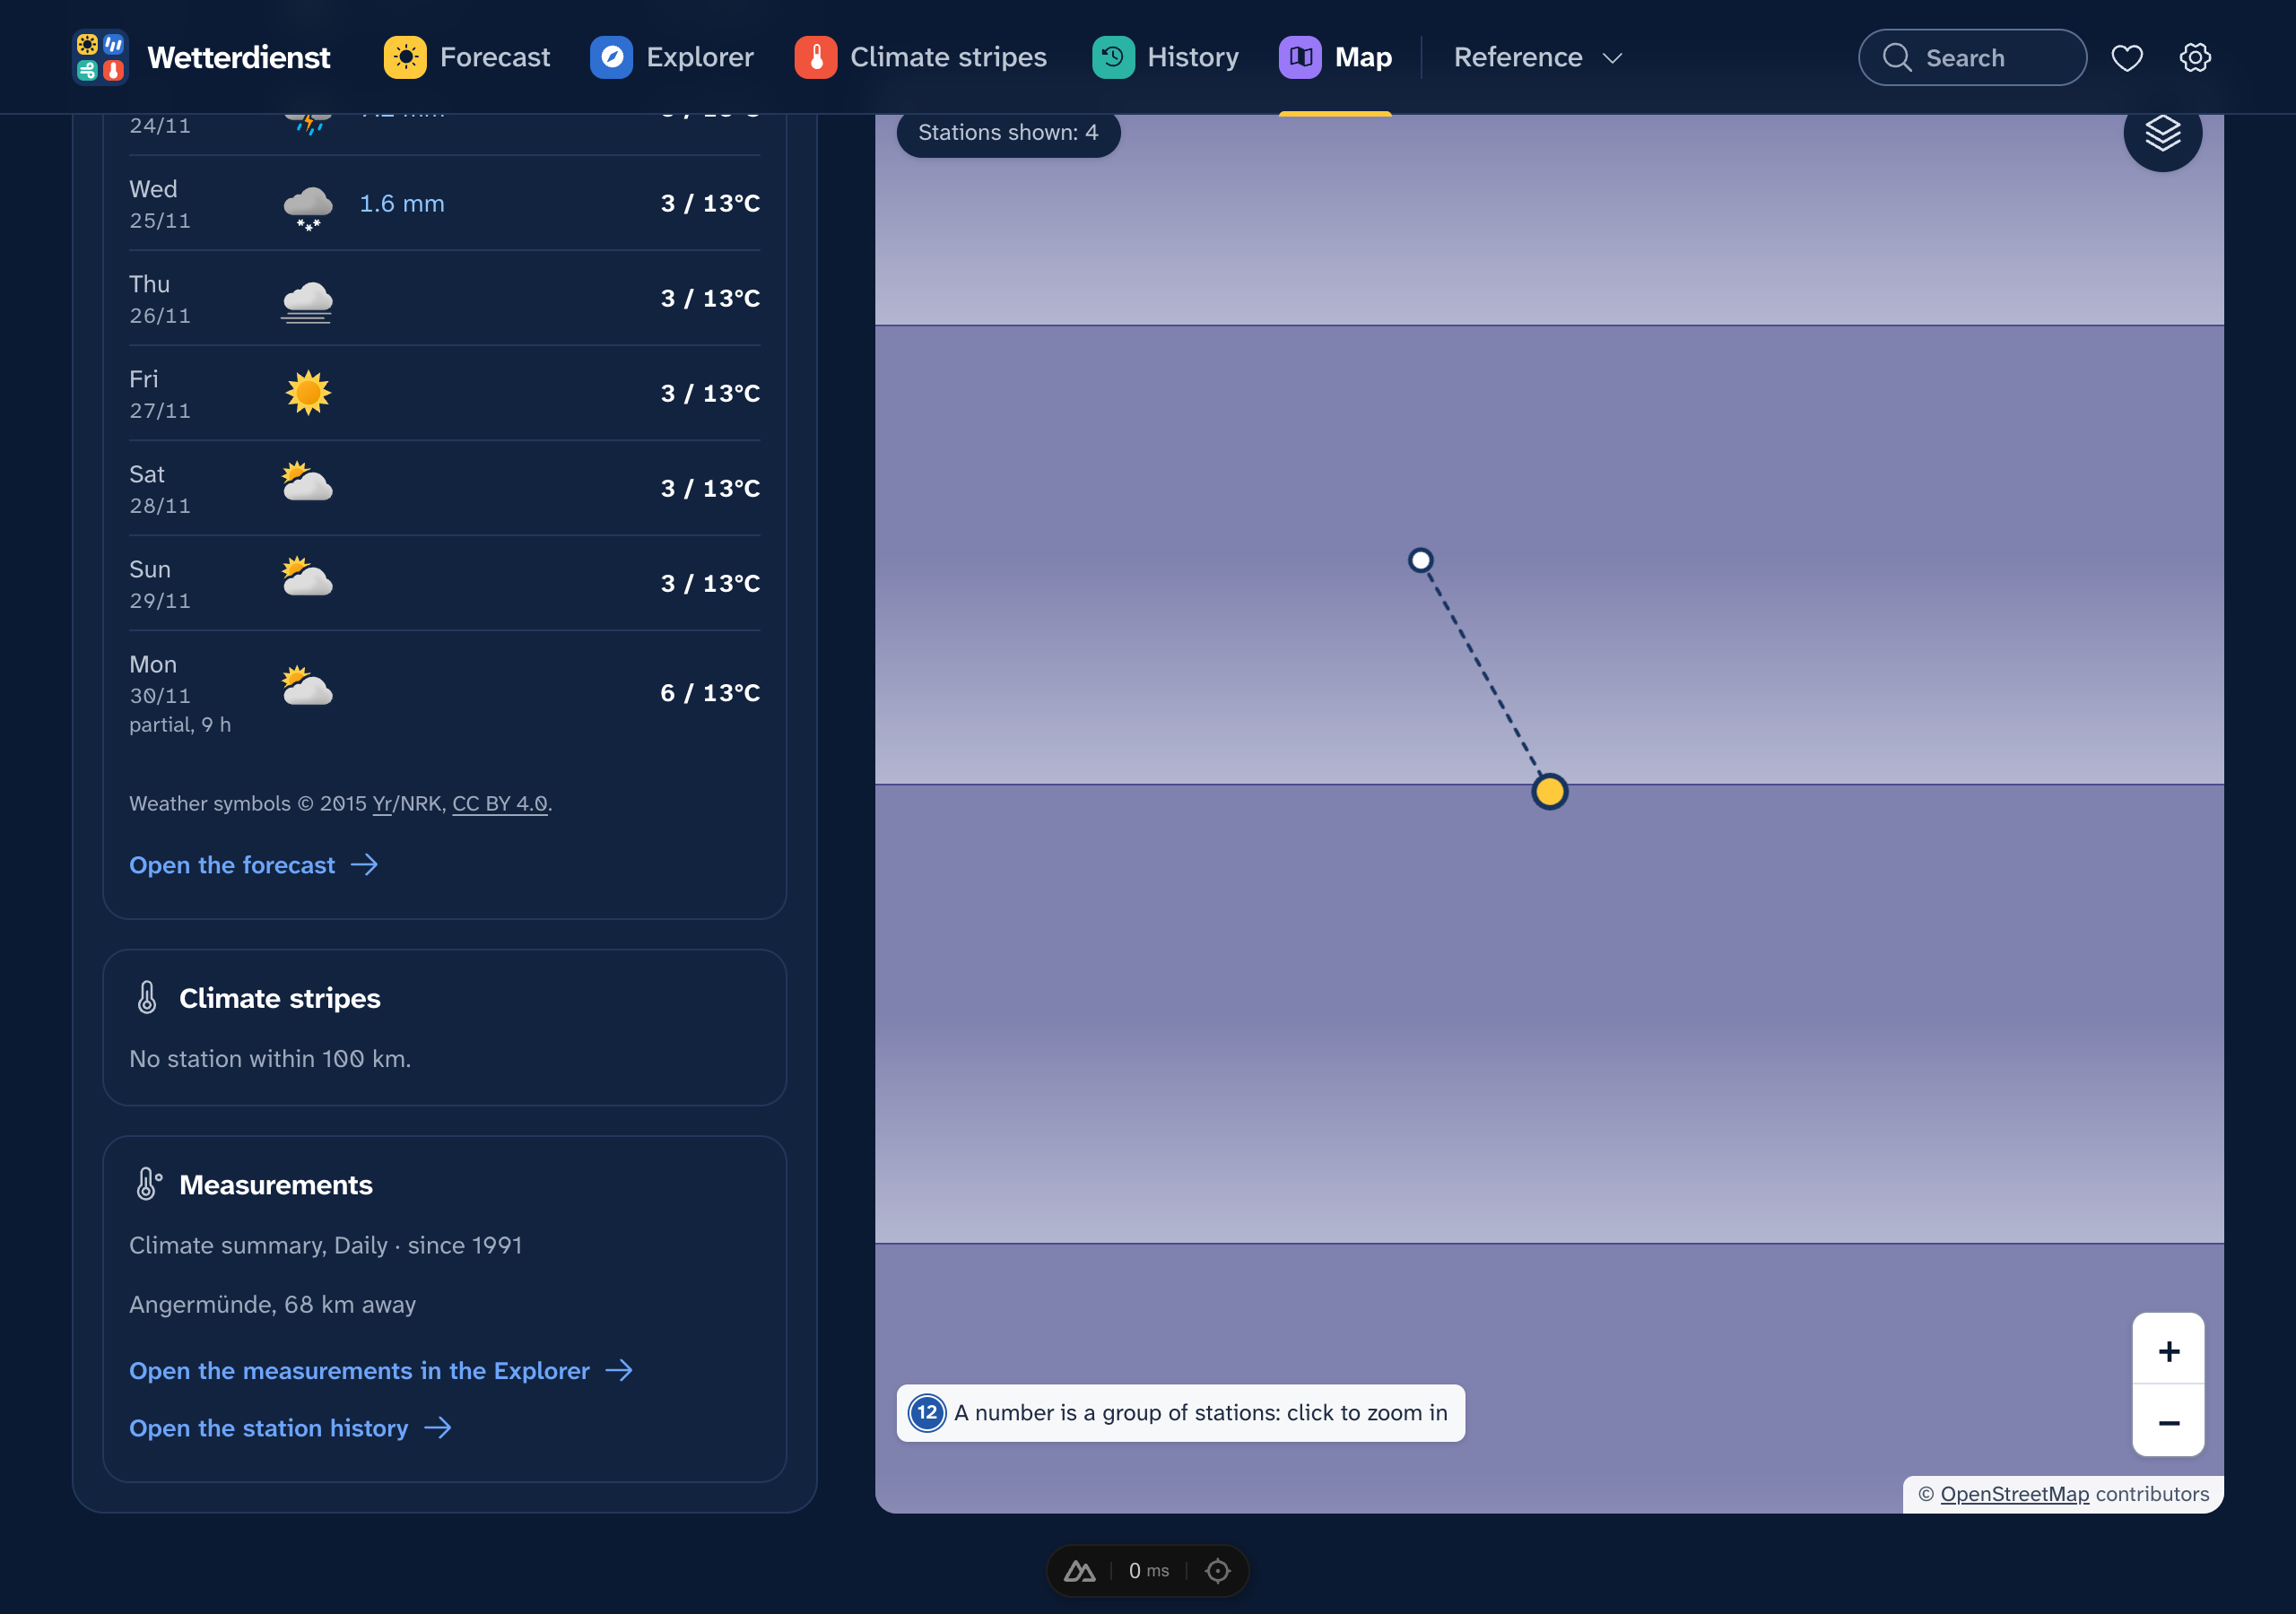 Wetterdienst
Forecast
Explorer
Climate stripes
History
Map
Reference
Search
24/11
Stations shown: 4
Wed
25/11
1.6 mm
3 / 13°C
Thu
26/11
3 / 13°C
Fri
27/11
3 / 13°C
Sat
28/11
3 / 13°C
Sun
29/11
3 / 13°C
Mon
30/11
partial, 9 h
6 / 13°C
Weather symbols © 2015 Yr/NRK, CC BY 4.0.
Open the forecast
Climate stripes
No station within 100 km.
Measurements
Climate summary, Daily · since 1991
Angermünde, 68 km away
Open the measurements in the Explorer
Open the station history
12 A number is a group of stations: click to zoom in
+
−
© OpenStreetMap contributors
0 ms